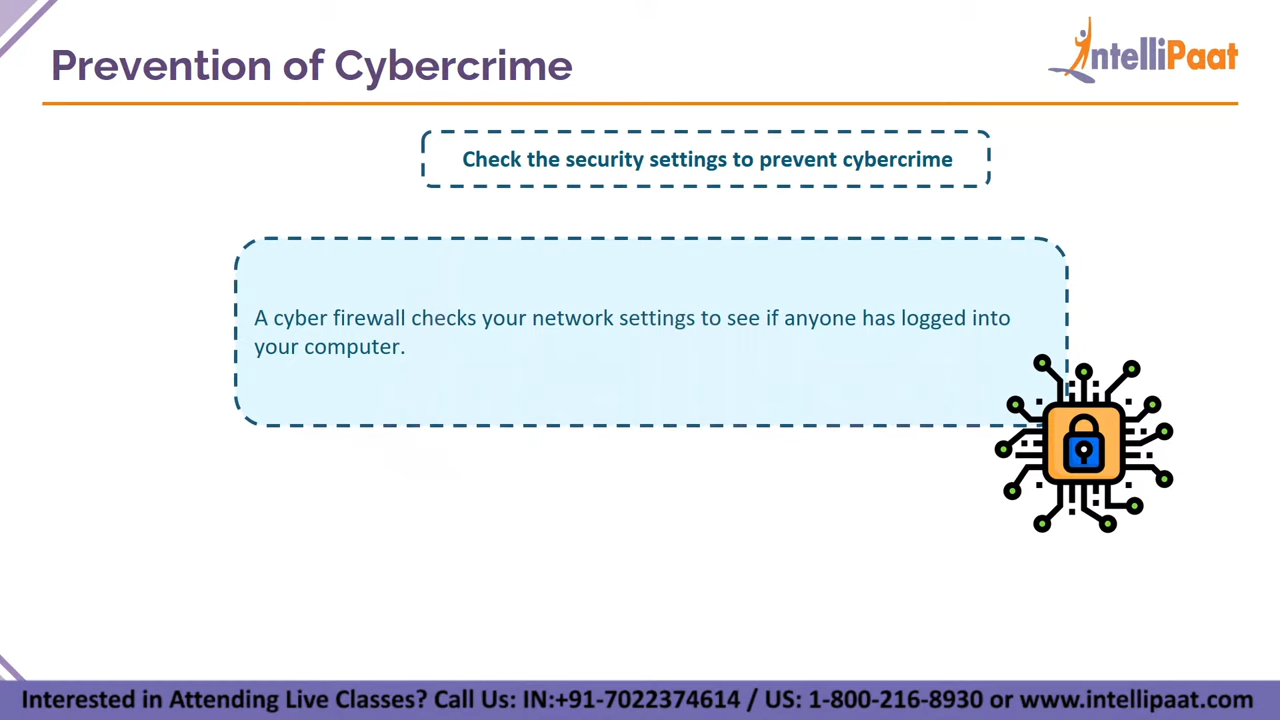 Prevention of Cybercrime
IntelliPaat
Check the security settings to prevent cybercrime
A cyber firewall checks your network settings to see if anyone has logged into
your computer.
Interested in Attending Live Classes? Call Us: IN:+91-7022374614 / US: 1-800-216-8930 or www.intellipaat.com